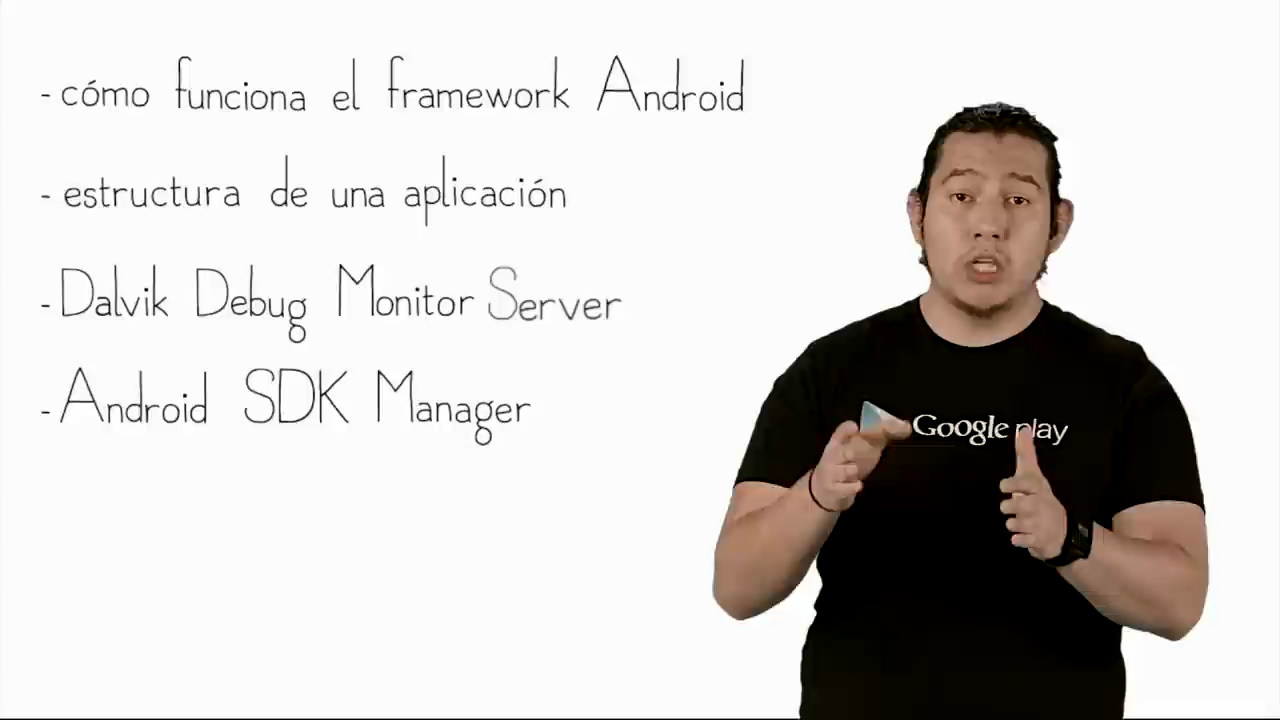 - cómo funciona el framework Android
- estructura de una aplicación
- Dalvik Debug Monitor Server
- Android SDK Manager
Google play